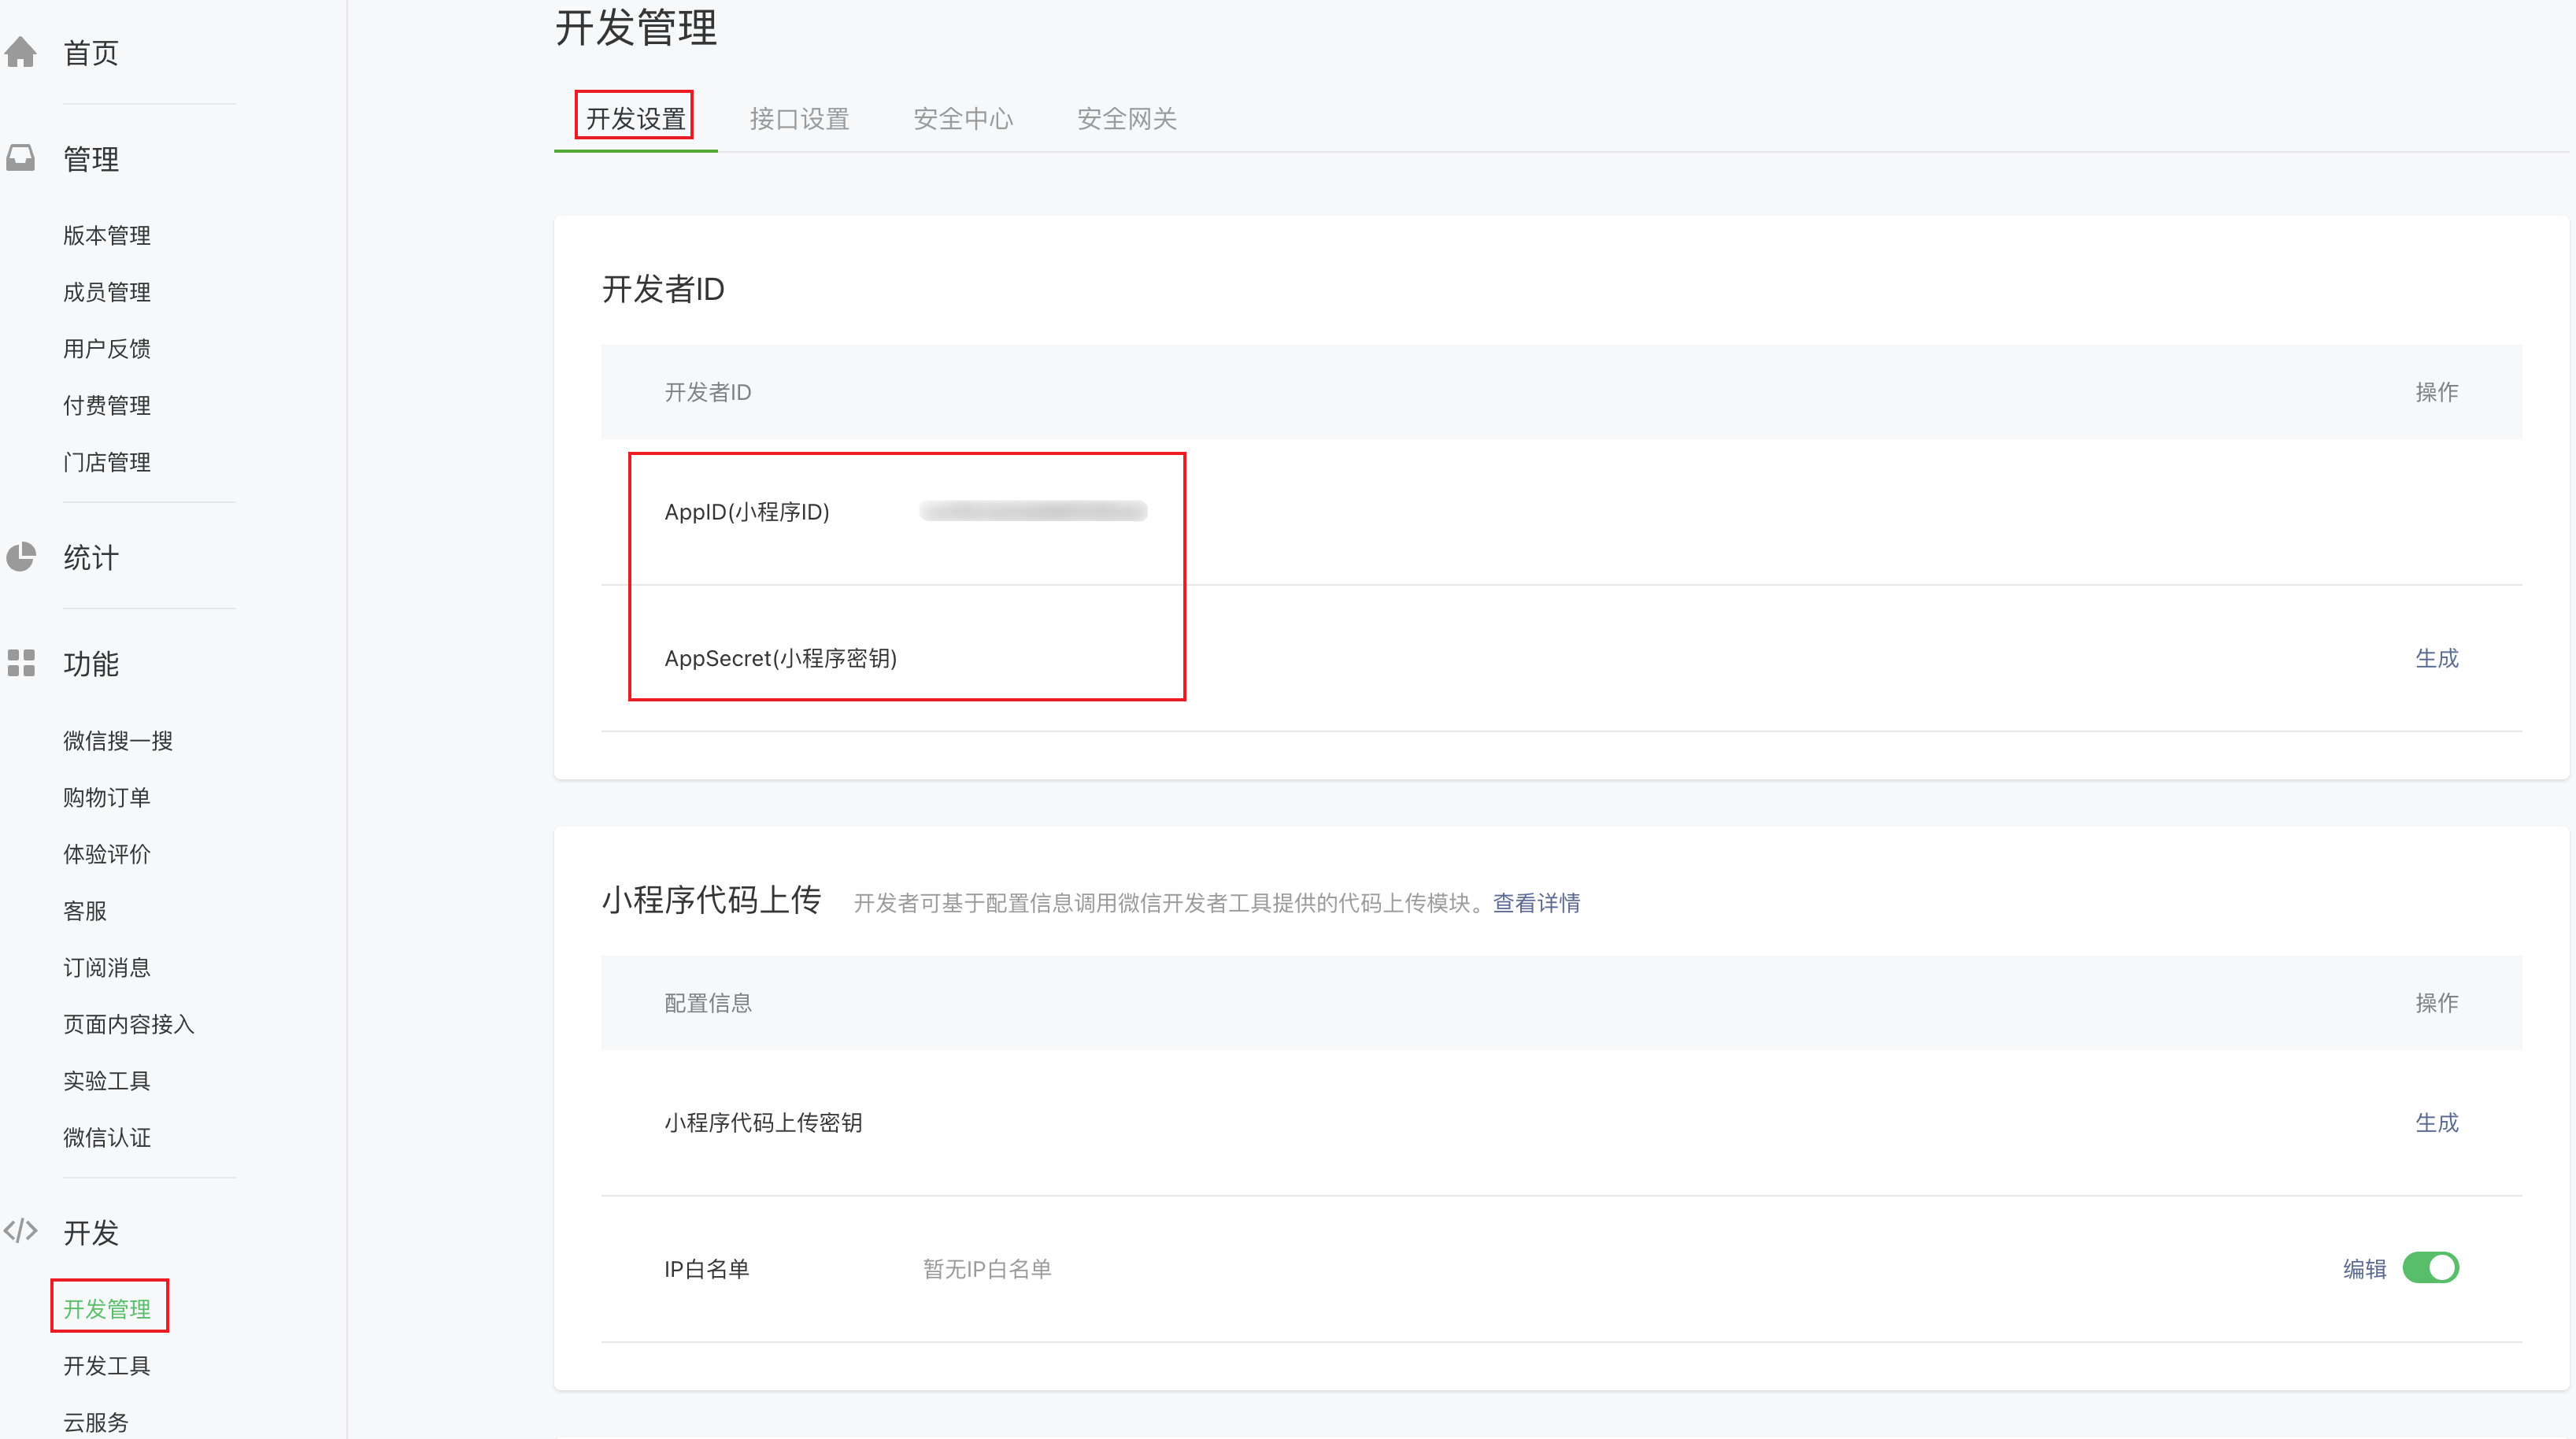 首页
管理
版本管理
成员管理
用户反馈
付费管理
门店管理
统计
功能
微信搜一搜
购物订单
体验评价
客服
订阅消息
页面内容接入
实验工具
微信认证
开发
开发管理
开发工具
云服务
开发管理
开发设置 接口设置 安全中心 安全网关
开发者ID
开发者ID 操作
AppID(小程序ID)
AppSecret(小程序密钥) 生成
小程序代码上传 开发者可基于配置信息调用微信开发者工具提供的代码上传模块。查看详情
配置信息 操作
小程序代码上传密钥 生成
IP白名单 暂无IP白名单 编辑